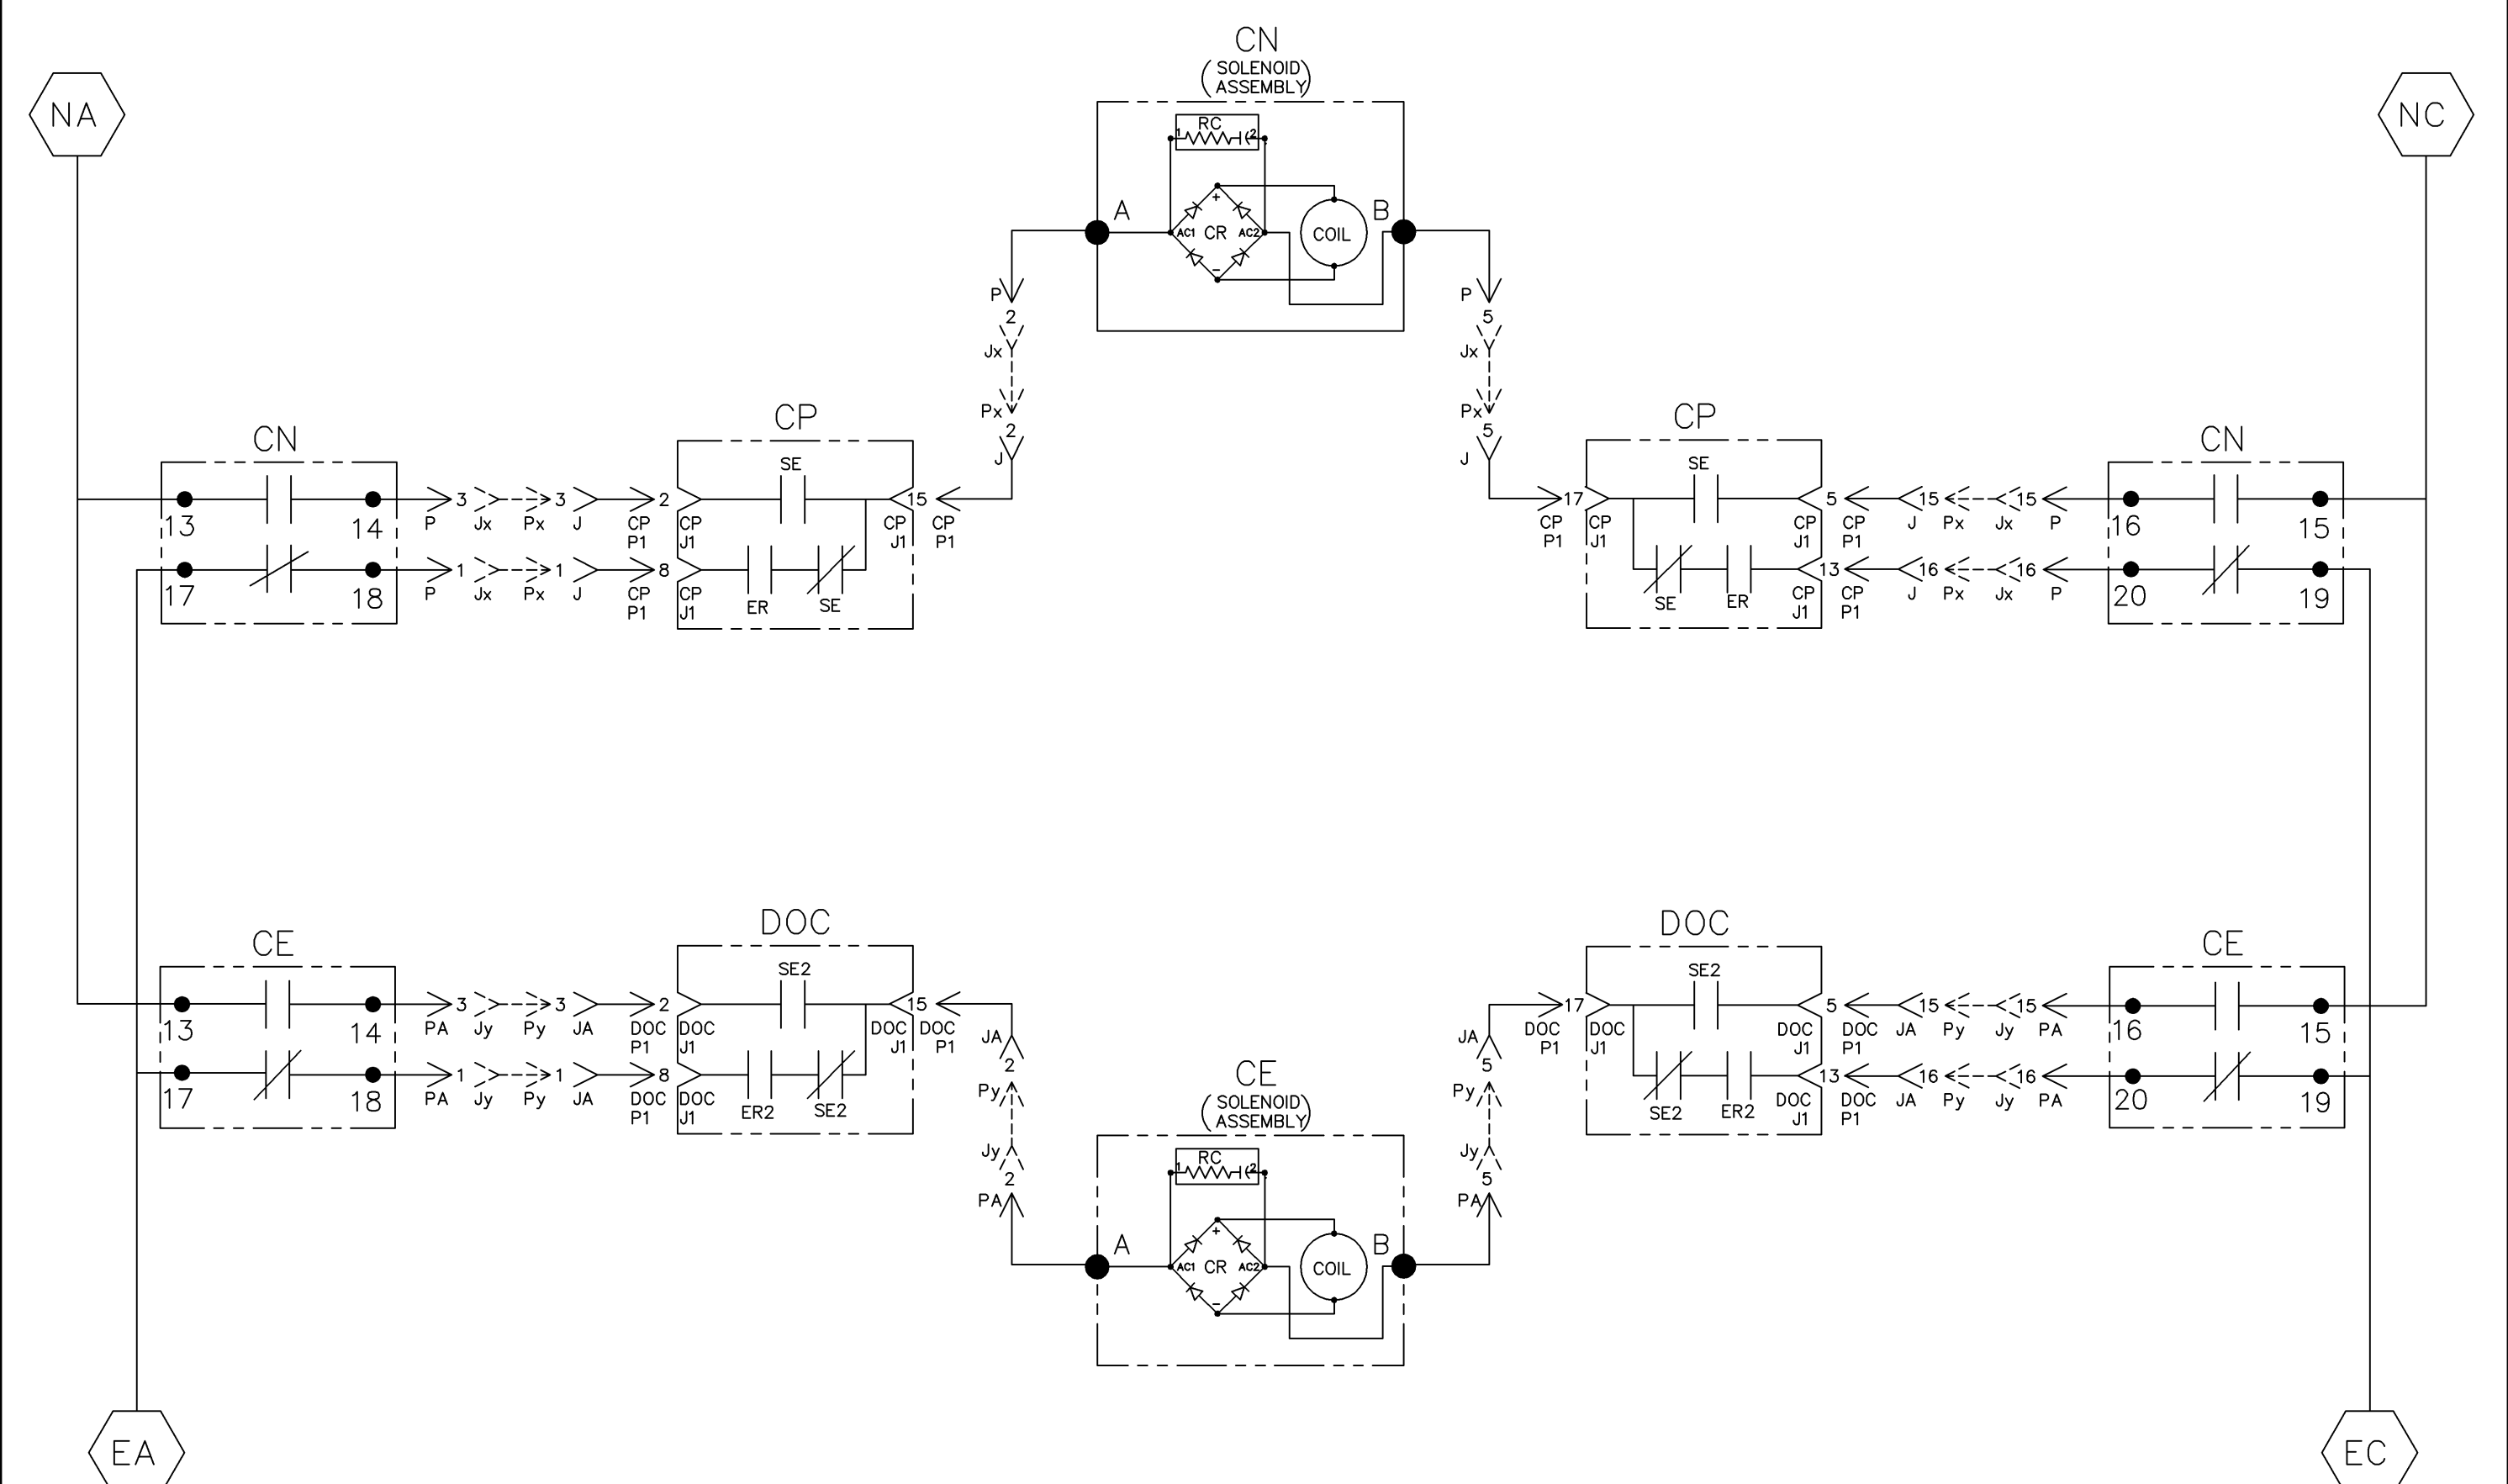 CN
(SOLENOID)
(ASSEMBLY)
NA
NC
RC
1 2
A
B
+
AC1 CR AC2
COIL
−
P
2
Jx
Px
2
J
P
5
Jx
Px
5
J
CN
CP
CP
CN
SE
SE
3 3 2 15
17 5 15 15
13 14
P Jx Px J CP P1 CP J1
CP J1 CP P1
CP P1 CP J1
CP J1 CP P1 J Px Jx P
16 15
1 1 8
13 16 16
17 18
P Jx Px J CP P1 CP J1
ER SE
SE ER
CP J1 CP P1 J Px Jx P
20 19
CE
DOC
DOC
CE
SE2
SE2
3 3 2 15
17 5 15 15
13 14
PA Jy Py JA DOC P1 DOC J1
DOC J1 DOC P1
DOC P1 DOC J1
DOC J1 DOC P1 JA Py Jy PA
16 15
1 1 8
13 16 16
17 18
PA Jy Py JA DOC P1 DOC J1
ER2 SE2
SE2 ER2
DOC J1 DOC P1 JA Py Jy PA
20 19
JA
2
Py
Jy
2
PA
JA
5
Py
Jy
5
PA
CE
(SOLENOID)
(ASSEMBLY)
RC
1 2
A
B
+
AC1 CR AC2
COIL
−
EA
EC